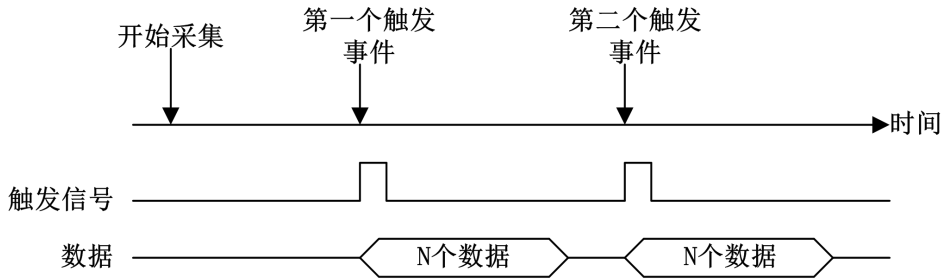 开始采集
第一个触发
事件
第二个触发
事件
时间
触发信号
数据
N个数据
N个数据